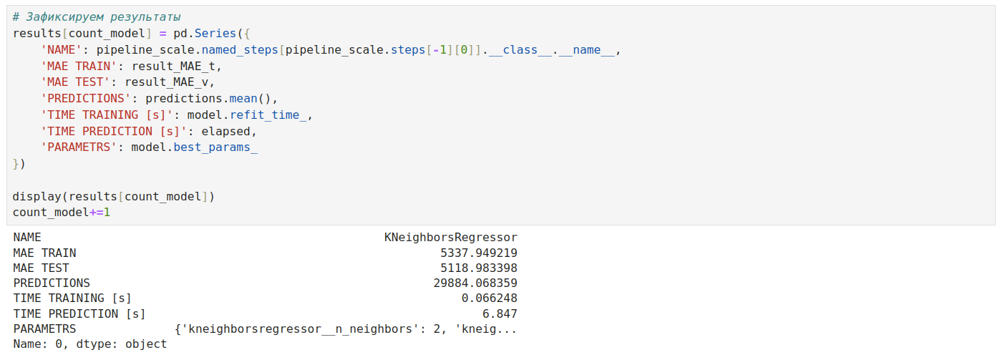 # Зафиксируем результаты
results[count_model] = pd.Series({
    'NAME': pipeline_scale.named_steps[pipeline_scale.steps[-1][0]].__class__.__name__,
    'MAE TRAIN': result_MAE_t,
    'MAE TEST': result_MAE_v,
    'PREDICTIONS': predictions.mean(),
    'TIME TRAINING [s]': model.refit_time_,
    'TIME PREDICTION [s]': elapsed,
    'PARAMETRS': model.best_params_
})
display(results[count_model])
count_model+=1
NAME KNeighborsRegressor
MAE TRAIN 5337.949219
MAE TEST 5118.983398
PREDICTIONS 29884.068359
TIME TRAINING [s] 0.066248
TIME PREDICTION [s] 6.847
PARAMETRS {'kneighborsregressor__n_neighbors': 2, 'kneig...
Name: 0, dtype: object